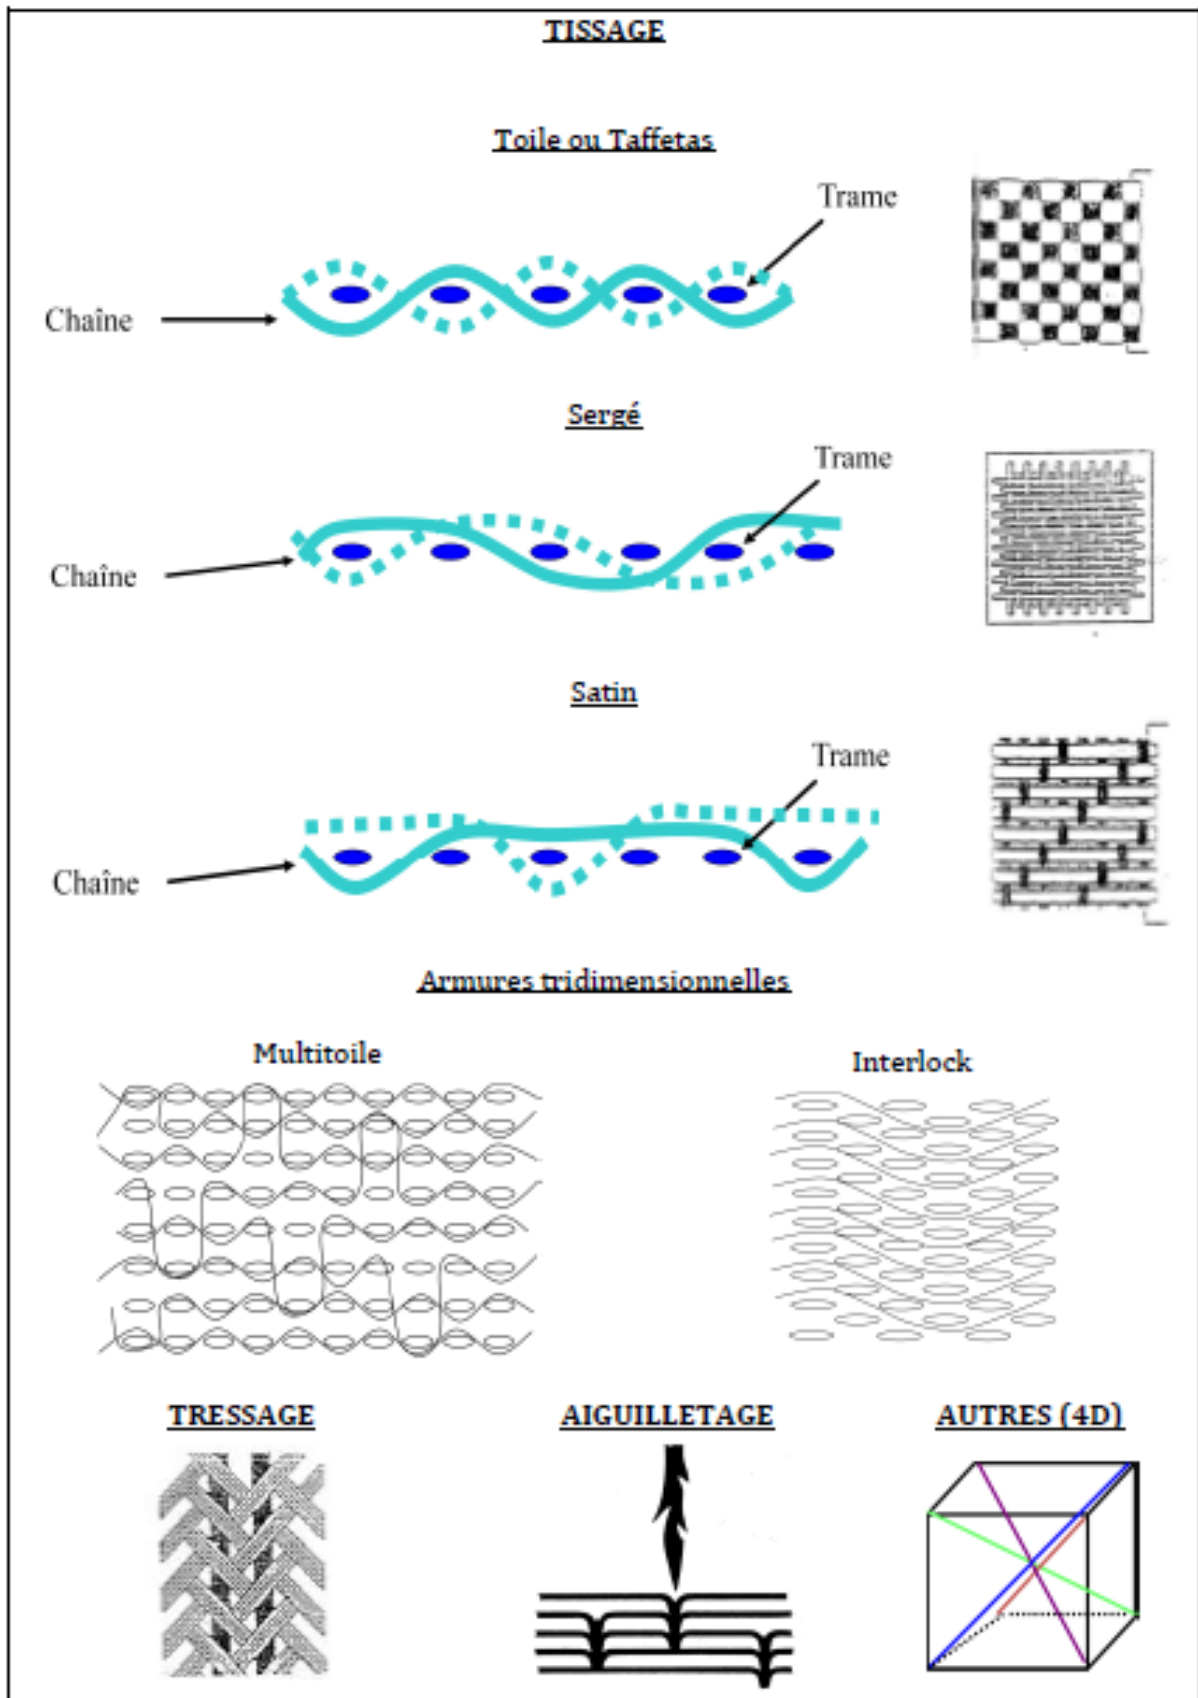 TISSAGE
Toile ou Taffetas
Trame
Chaîne
Sergé
Trame
Chaîne
Satin
Trame
Chaîne
Armures tridimensionnelles
Multitoile
Interlock
TRESSAGE
AIGUILLETAGE
AUTRES (4D)